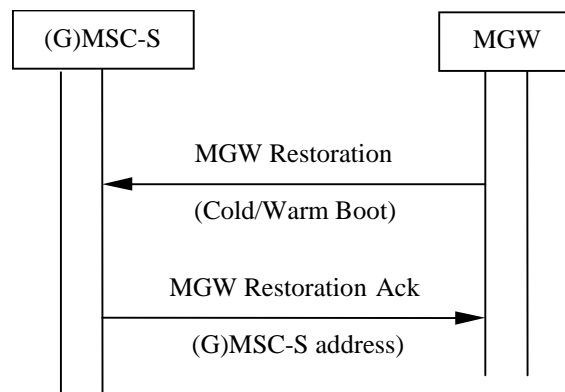 (G)MSC-S
MGW
MGW Restoration
(Cold/Warm Boot)
MGW Restoration Ack
(G)MSC-S address)